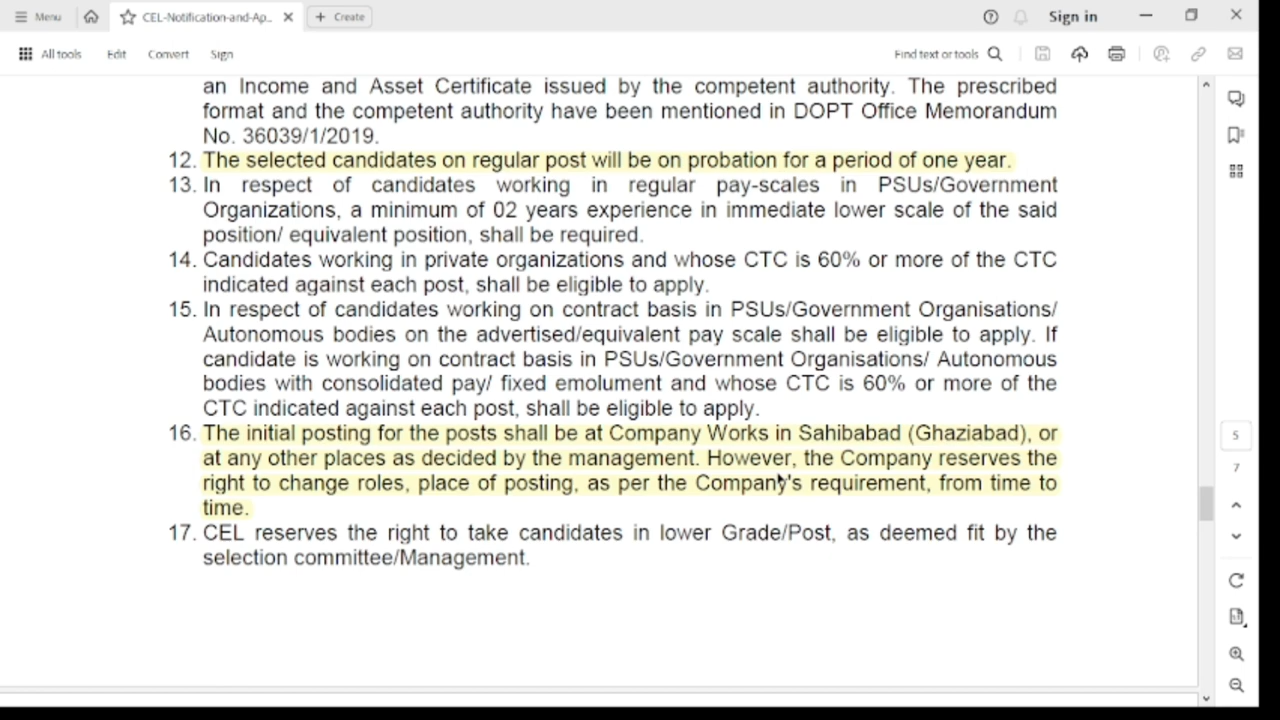 Menu
CEL-Notification-and-Ap...
Create
Sign in
All tools
Edit
Convert
Sign
Find text or tools
an Income and Asset Certificate issued by the competent authority. The prescribed
format and the competent authority have been mentioned in DOPT Office Memorandum
No. 36039/1/2019.
12. The selected candidates on regular post will be on probation for a period of one year.
13. In respect of candidates working in regular pay-scales in PSUs/Government
Organizations, a minimum of 02 years experience in immediate lower scale of the said
position/ equivalent position, shall be required.
14. Candidates working in private organizations and whose CTC is 60% or more of the CTC
indicated against each post, shall be eligible to apply.
15. In respect of candidates working on contract basis in PSUs/Government Organisations/
Autonomous bodies on the advertised/equivalent pay scale shall be eligible to apply. If
candidate is working on contract basis in PSUs/Government Organisations/ Autonomous
bodies with consolidated pay/ fixed emolument and whose CTC is 60% or more of the
CTC indicated against each post, shall be eligible to apply.
16. The initial posting for the posts shall be at Company Works in Sahibabad (Ghaziabad), or
at any other places as decided by the management. However, the Company reserves the
right to change roles, place of posting, as per the Company's requirement, from time to
time.
17. CEL reserves the right to take candidates in lower Grade/Post, as deemed fit by the
selection committee/Management.
5
7